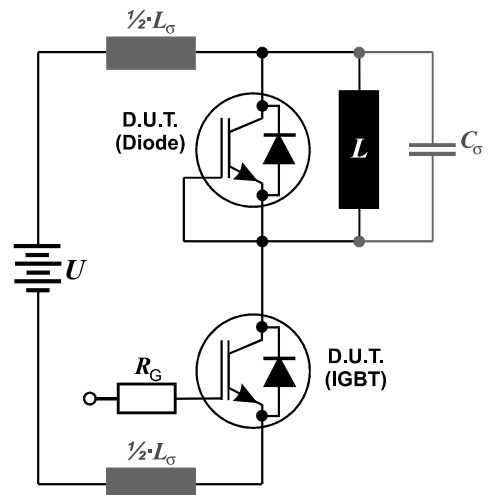 ½·Lσ
D.U.T.
(Diode)
L
Cσ
U
RG
D.U.T.
(IGBT)
½·Lσ